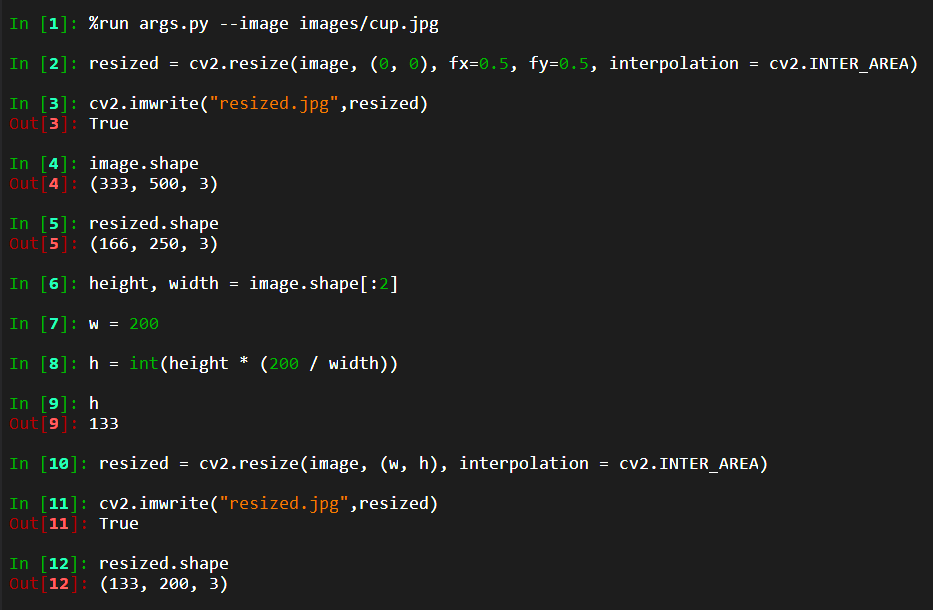 In [1]: %run args.py --image images/cup.jpg
In [2]: resized = cv2.resize(image, (0, 0), fx=0.5, fy=0.5, interpolation = cv2.INTER_AREA)
In [3]: cv2.imwrite("resized.jpg",resized)
Out[3]: True
In [4]: image.shape
Out[4]: (333, 500, 3)
In [5]: resized.shape
Out[5]: (166, 250, 3)
In [6]: height, width = image.shape[:2]
In [7]: w = 200
In [8]: h = int(height * (200 / width))
In [9]: h
Out[9]: 133
In [10]: resized = cv2.resize(image, (w, h), interpolation = cv2.INTER_AREA)
In [11]: cv2.imwrite("resized.jpg",resized)
Out[11]: True
In [12]: resized.shape
Out[12]: (133, 200, 3)